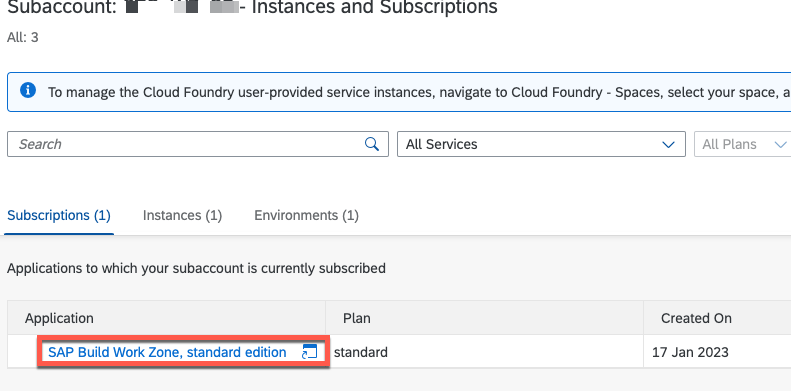 Subaccount: - Instances and Subscriptions
All: 3
To manage the Cloud Foundry user-provided service instances, navigate to Cloud Foundry - Spaces, select your space, a
Search All Services All Plans
Subscriptions (1) Instances (1) Environments (1)
Applications to which your subaccount is currently subscribed
Application Plan Created On
SAP Build Work Zone, standard edition standard 17 Jan 2023